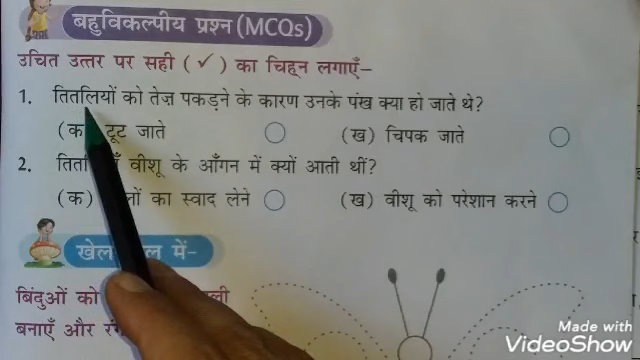 बहुविकल्पीय प्रश्न (MCQs)
उचित उत्तर पर सही ( ✓ ) का चिह्न लगाएँ–
1. तितलियों को तेज़ पकड़ने के कारण उनके पंख क्या हो जाते थे?
(क टूट जाते (ख) चिपक जाते
2. तित वीशू के आँगन में क्यों आती थीं?
(क) का स्वाद लेने (ख) वीशू को परेशान करने
खेल में–
बिंदुओं को
बनाएँ और
Made with
VideoShow